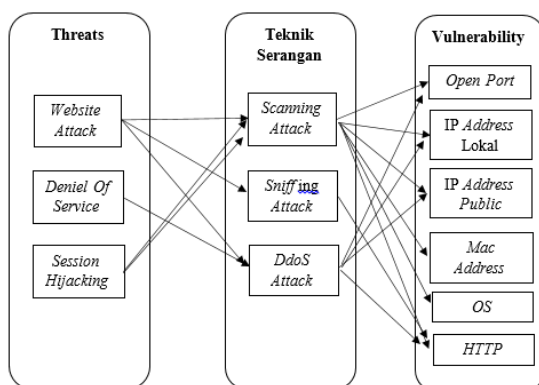 Threats
Website
Attack
Deniel Of
Service
Session
Hijacking
Teknik
Serangan
Scanning
Attack
Sniffing
Attack
DdoS
Attack
Vulnerability
Open Port
IP Address
Lokal
IP Address
Public
Mac
Address
OS
HTTP